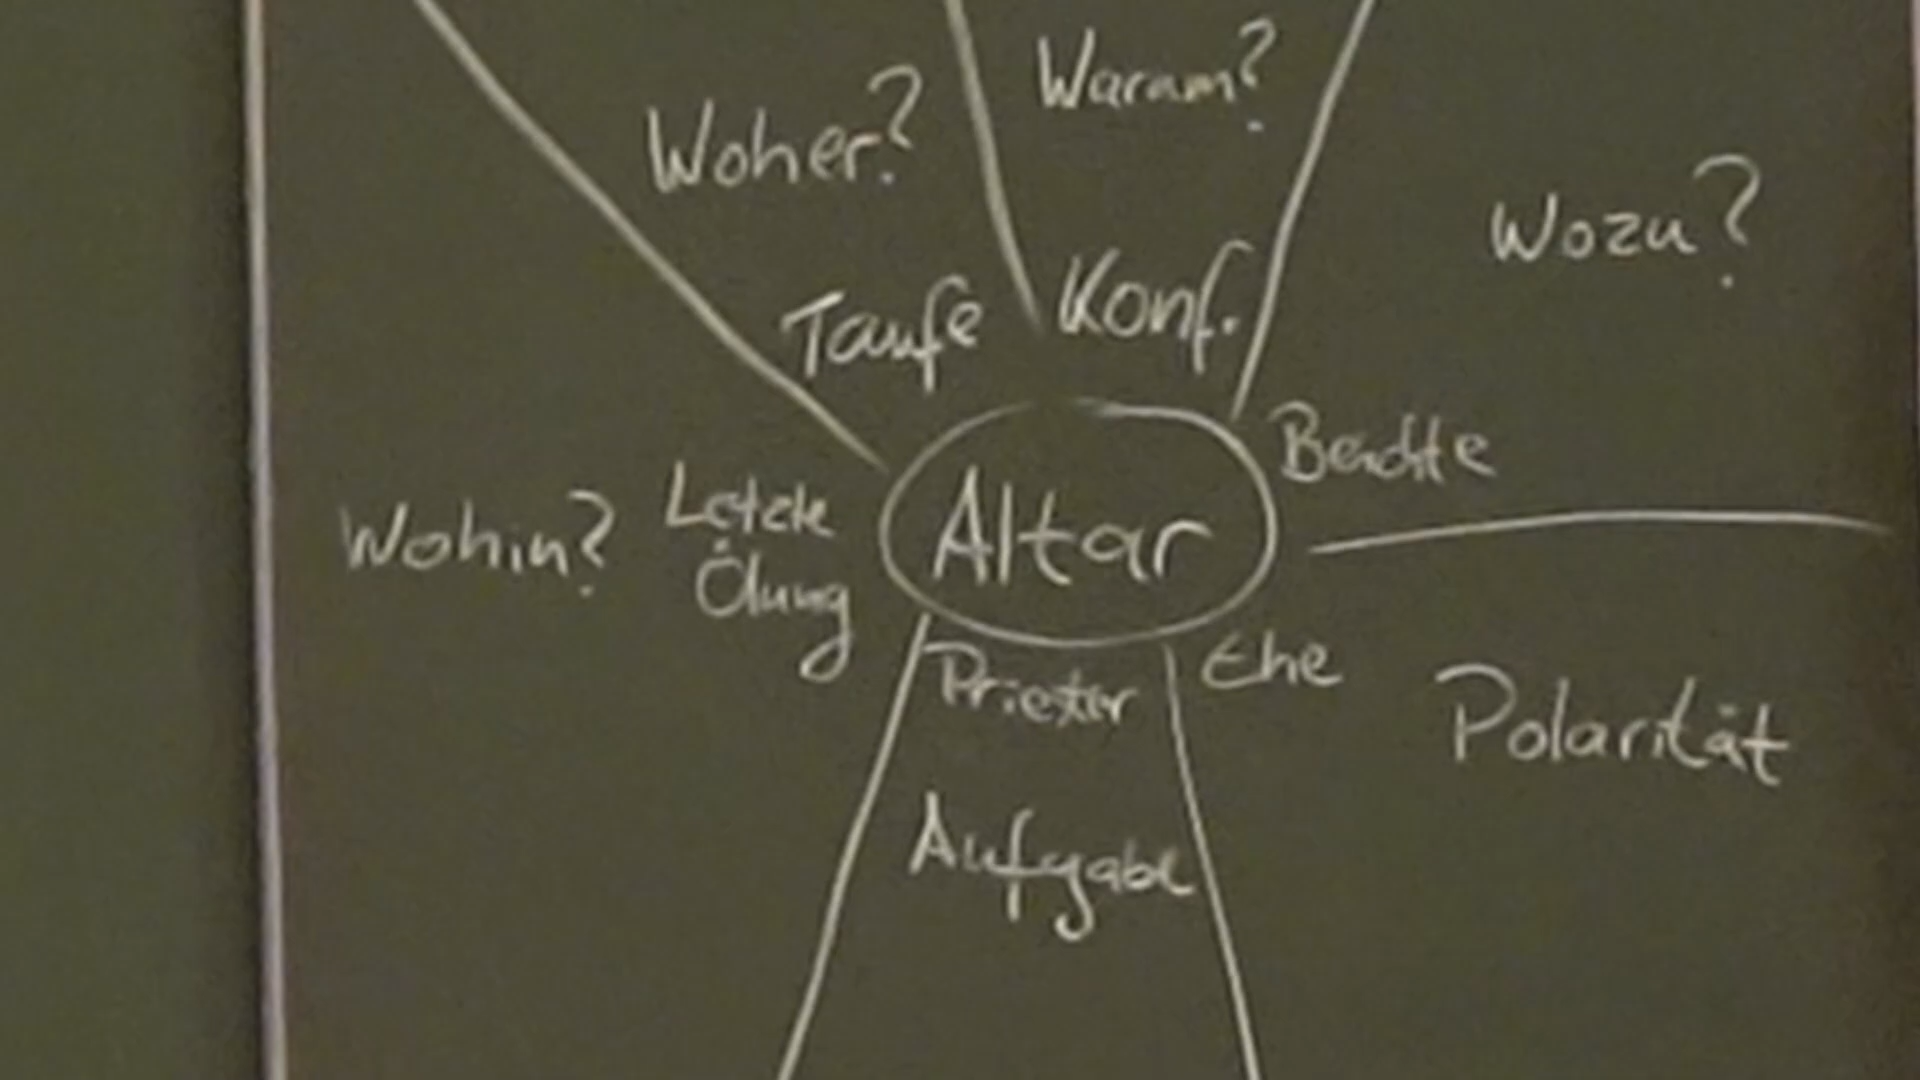 Warum?
Woher?
Wozu?
Taufe
Konf.
Beichte
Altar
Letzte
Ölung
Wohin?
Priester
Ehe
Polarität
Aufgabe